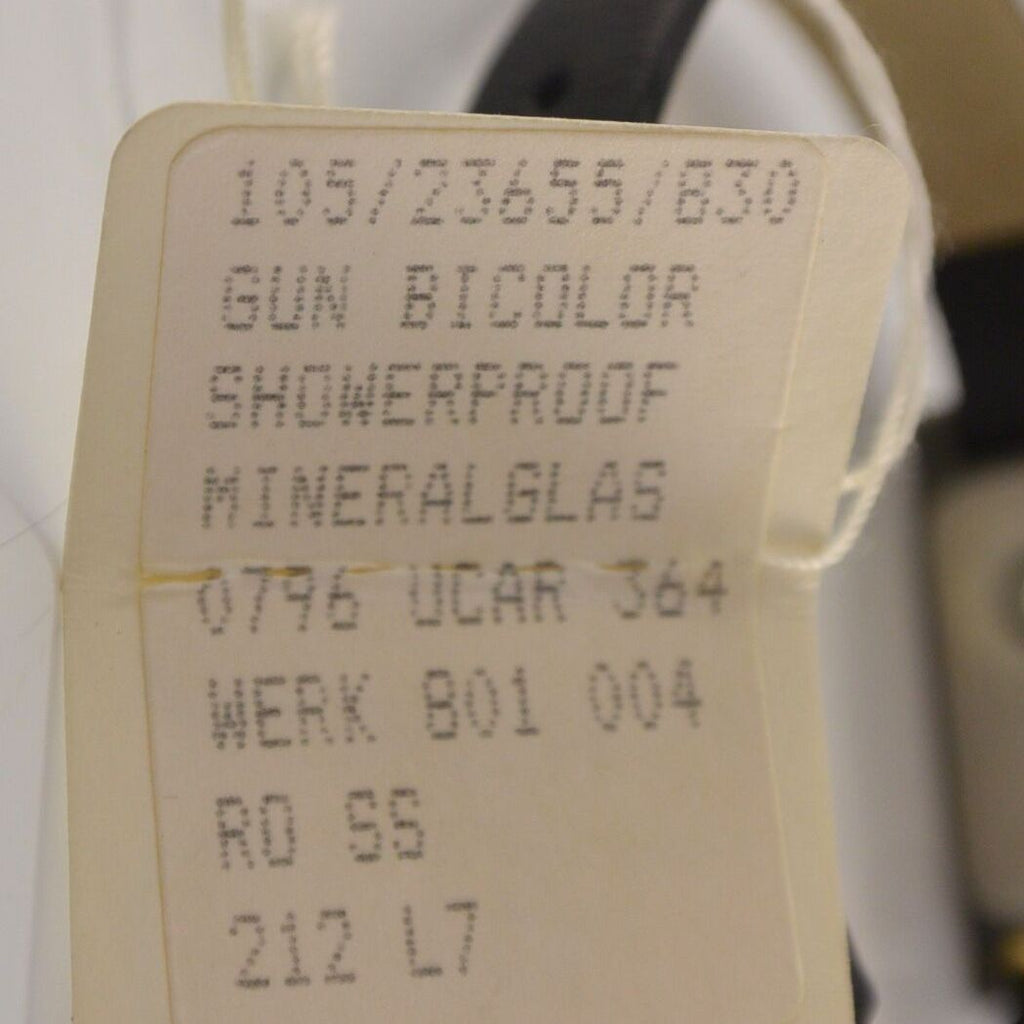 105/23655/830
GUN BICOLOR
SHOWERPROOF
MINERALGLAS
0796 UCAR 364
WERK 801 004
RO SS
212 L7